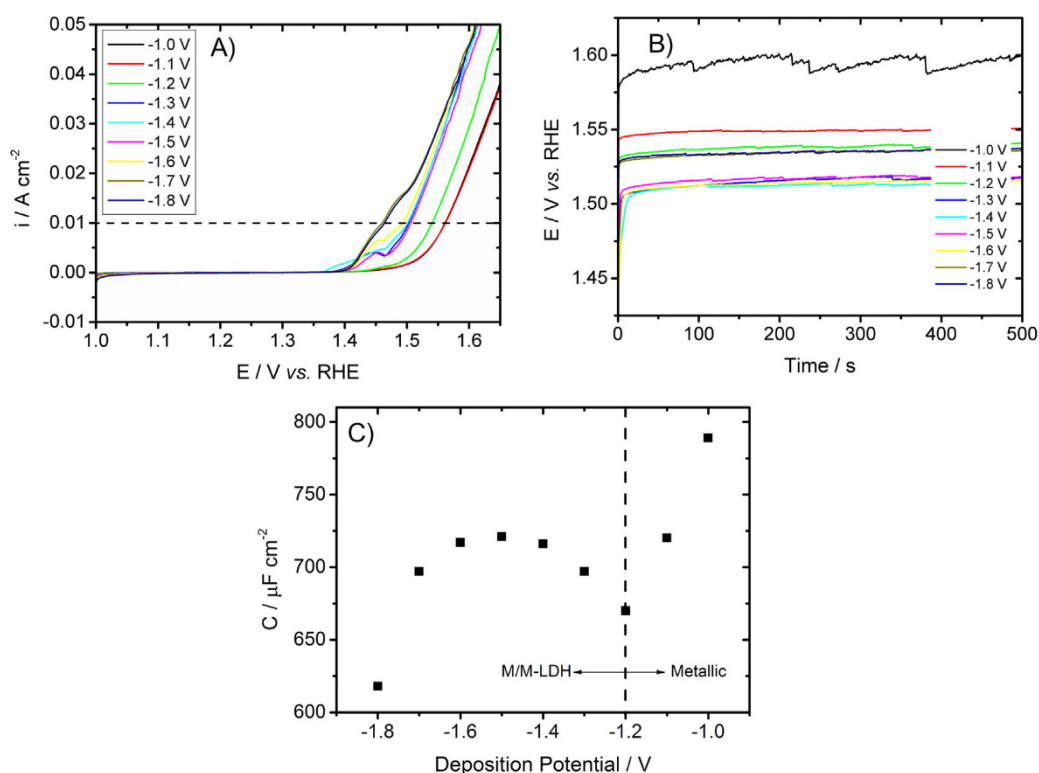 A)
-1.0 V
-1.1 V
-1.2 V
-1.3 V
-1.4 V
-1.5 V
-1.6 V
-1.7 V
-1.8 V
i / A cm-2
0.05
0.04
0.03
0.02
0.01
0.00
-0.01
1.0 1.1 1.2 1.3 1.4 1.5 1.6
E / V vs. RHE
B)
E / V vs. RHE
1.60
1.55
1.50
1.45
-1.0 V
-1.1 V
-1.2 V
-1.3 V
-1.4 V
-1.5 V
-1.6 V
-1.7 V
-1.8 V
0 100 200 300 400 500
Time / s
C)
C / μF cm-2
800
750
700
650
600
M/M-LDH Metallic
-1.8 -1.6 -1.4 -1.2 -1.0
Deposition Potential / V